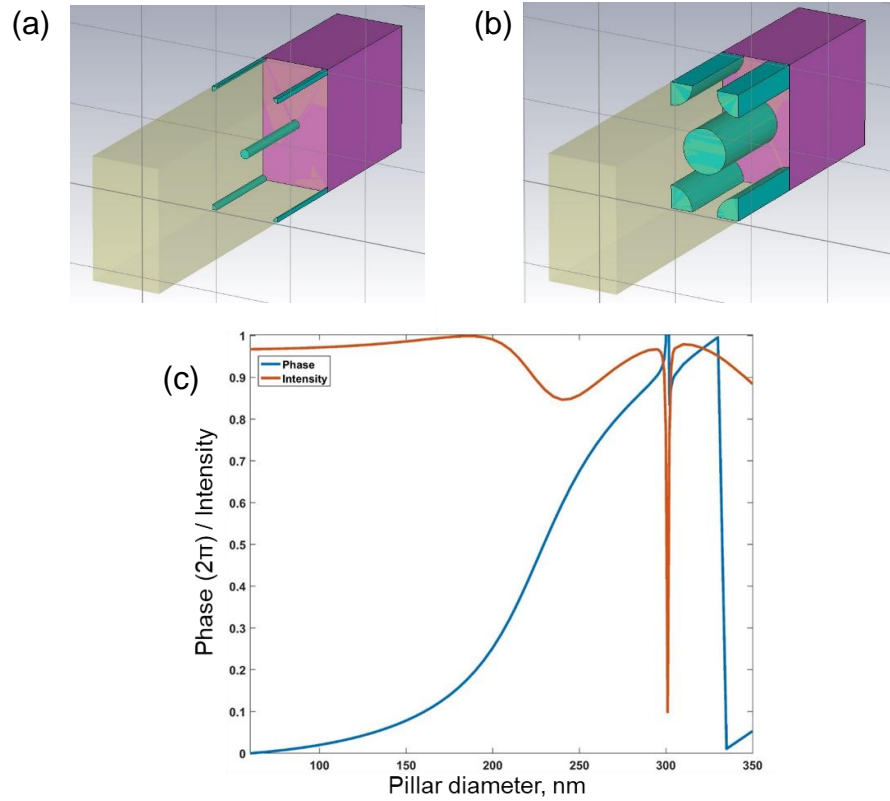 (a)
(b)
(c)
Phase (2π) / Intensity
1
0.9
0.8
0.7
0.6
0.5
0.4
0.3
0.2
0.1
0
Phase
Intensity
100
150
200
250
300
350
Pillar diameter, nm